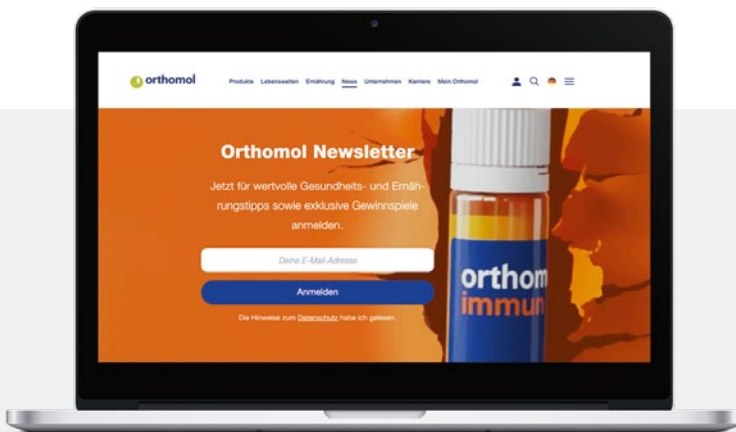 orthomol
Produkte Lebenswelten Ernährung News Unternehmen Karriere Mein Orthomol
Orthomol Newsletter
Jetzt für wertvolle Gesundheits- und Ernäh-
rungstipps sowie exklusive Gewinnspiele
anmelden.
Deine E-Mail-Adresse
Anmelden
Die Hinweise zum Datenschutz habe ich gelesen.
orthom
immun